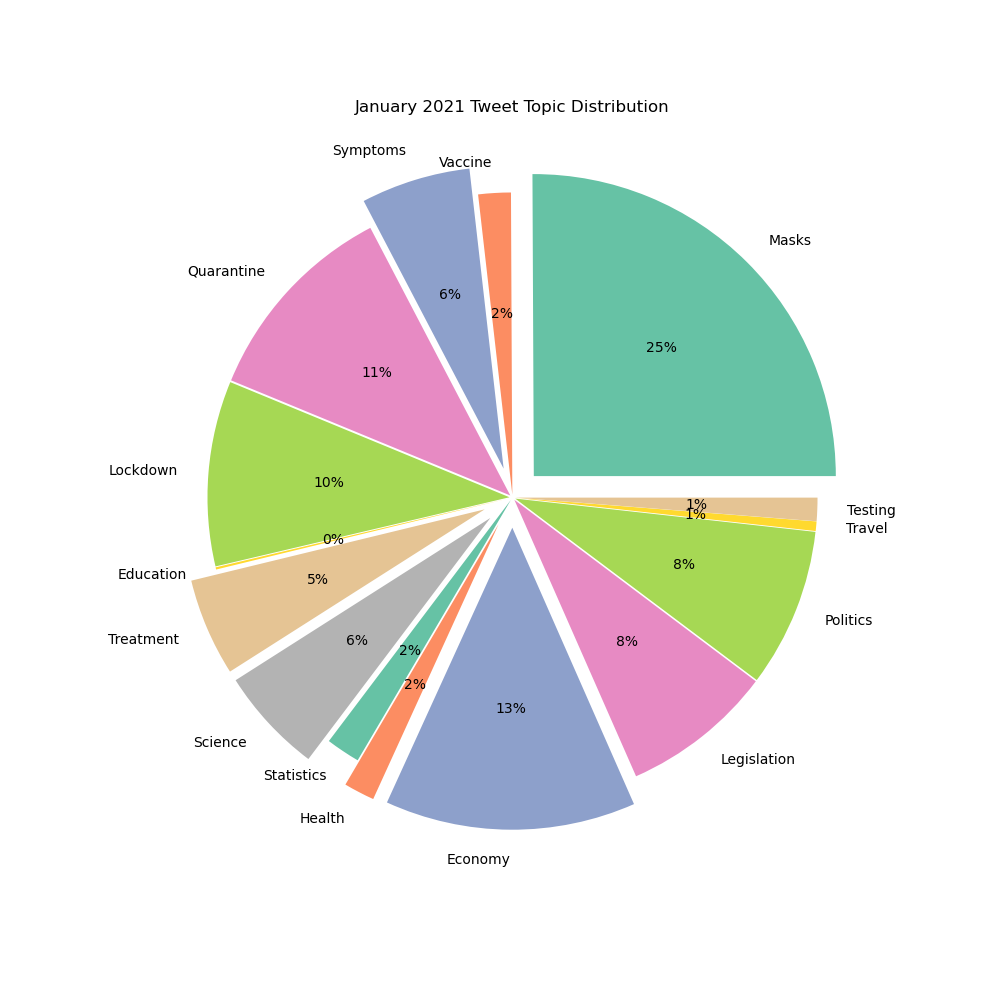 January 2021 Tweet Topic Distribution
Symptoms
Vaccine
Masks
Quarantine
6%
2%
25%
11%
Lockdown
10%
1%
Testing
1%
Travel
0%
Education
5%
8%
Treatment
6%
2%
8%
Politics
2%
13%
Science
Statistics
Legislation
Health
Economy